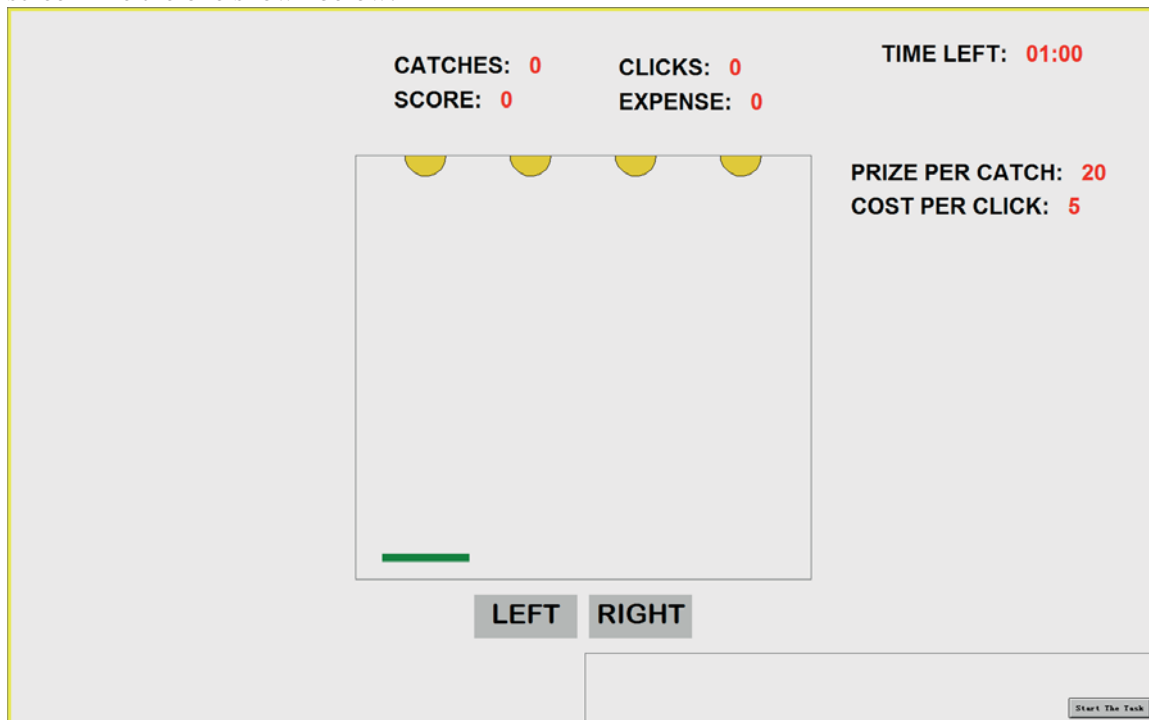 CATCHES: 0
CLICKS: 0
TIME LEFT: 01:00
SCORE: 0
EXPENSE: 0
PRIZE PER CATCH: 20
COST PER CLICK: 5
LEFT
RIGHT
Start The Task